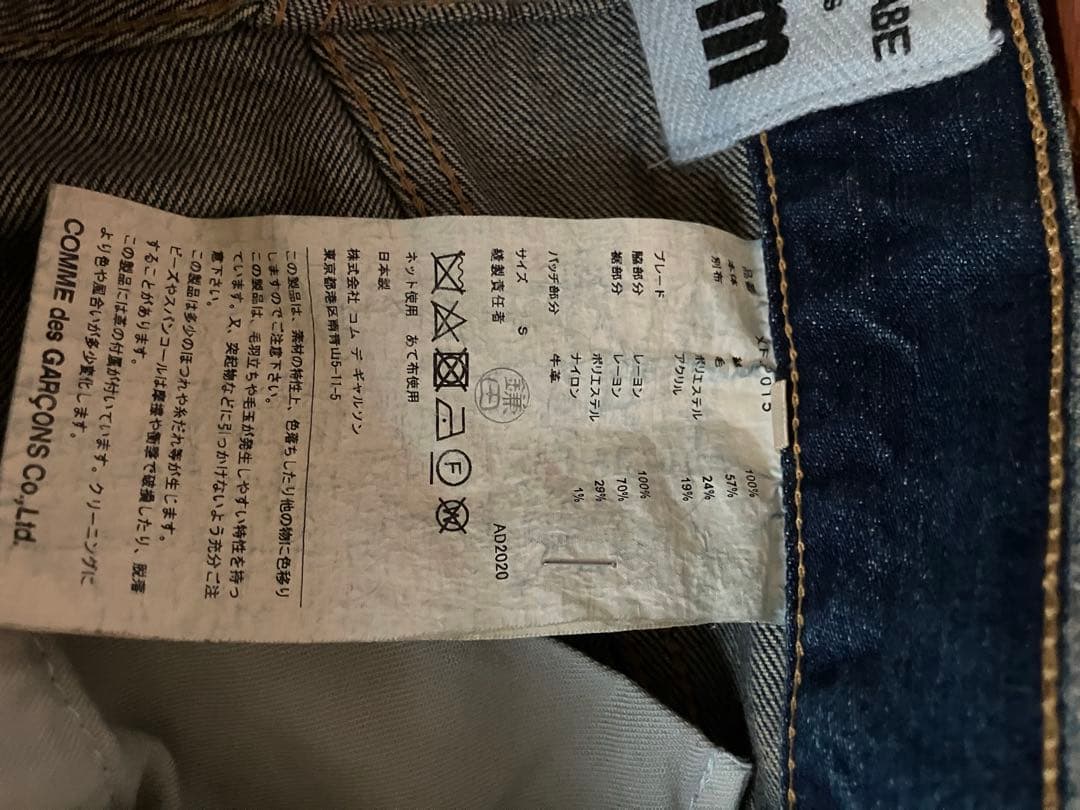 ABE
m
s
品番
015
本体
綿
100%
別布
毛
57%
ポリエステル
24%
アクリル
19%
ブレード
脇部分
レーヨン
100%
裾部分
レーヨン
70%
ポリエステル
29%
ナイロン
1%
パッチ部分
牛革
サイズ
S
縫製責任者
AD2020
F
ネット使用 あて布使用
日本製
株式会社 コム デ ギャルソン
東京都港区南青山5-11-5
この製品は、素材の特性上、色落ちしたり他の物に色移り
しますのでご注意下さい。
この製品は、毛羽立ちや毛玉が発生しやすい特性を持っ
ています。又、突起物などに引っかけないよう充分ご注
意下さい。
この製品は多少のほつれや糸だれ等が生じます。
ビーズやスパンコールは摩擦や衝撃で破損したり、脱落
することがあります。
この製品には革の付属が付いています。クリーニングに
より色や風合いが多少変化します。
COMME des GARÇONS Co.,Ltd.